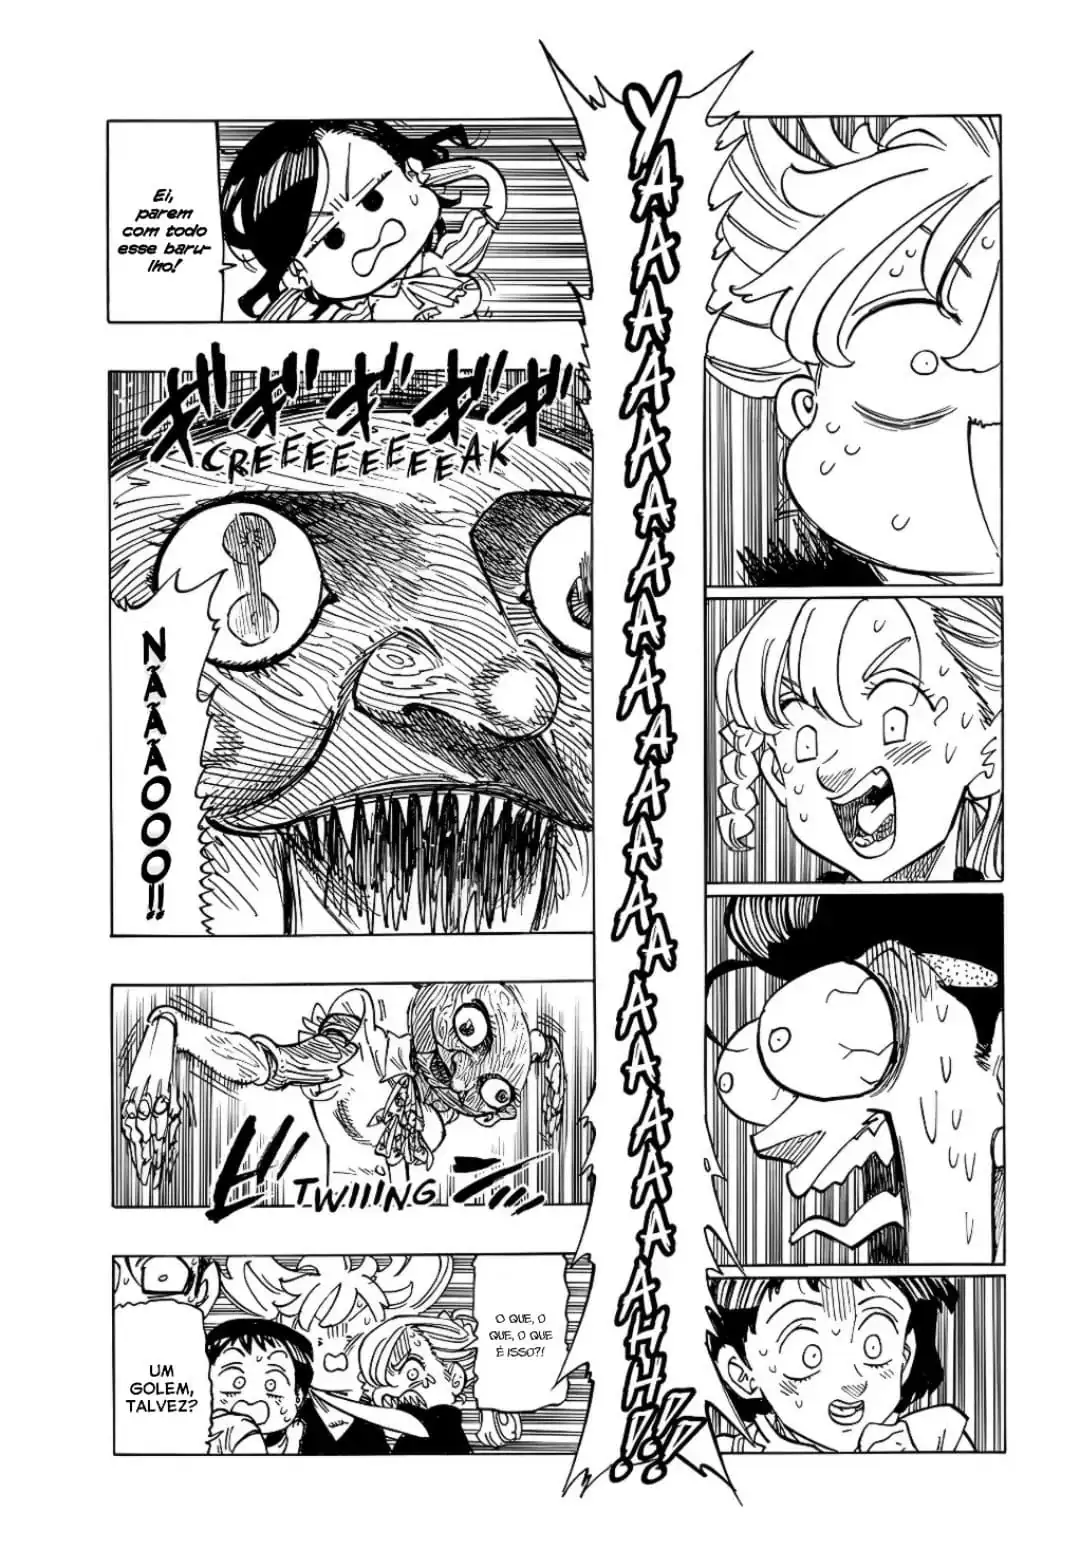 YAAAAAAAAAAAAAAAAAAAAHH!!
Ei,
parem
com todo
esse baru-
lho!
ギギギギギ
CREEEEEEEEAK
NÃÃÃOOO!!
TWIIING
O QUE, O
QUE, O QUE
É ISSO?!
UM
GOLEM,
TALVEZ?